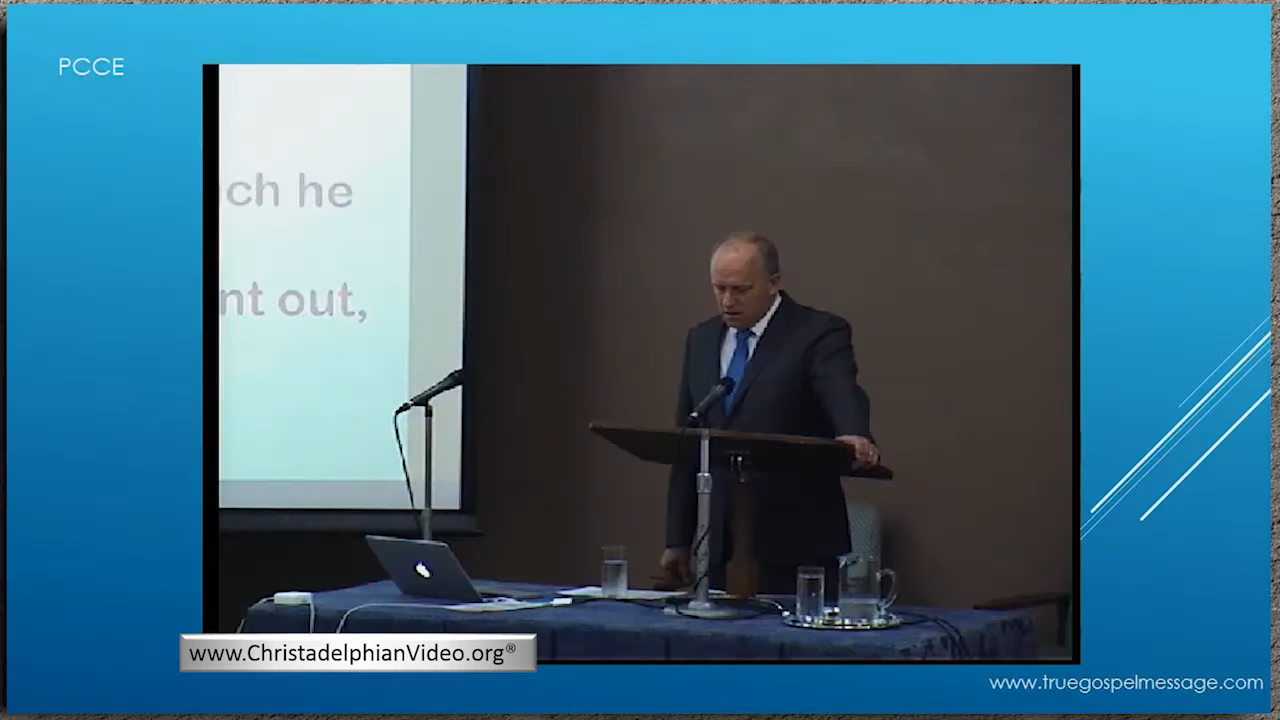 PCCE
ch he
nt out,
www.ChristadelphianVideo.org®
www.truegospelmessage.com